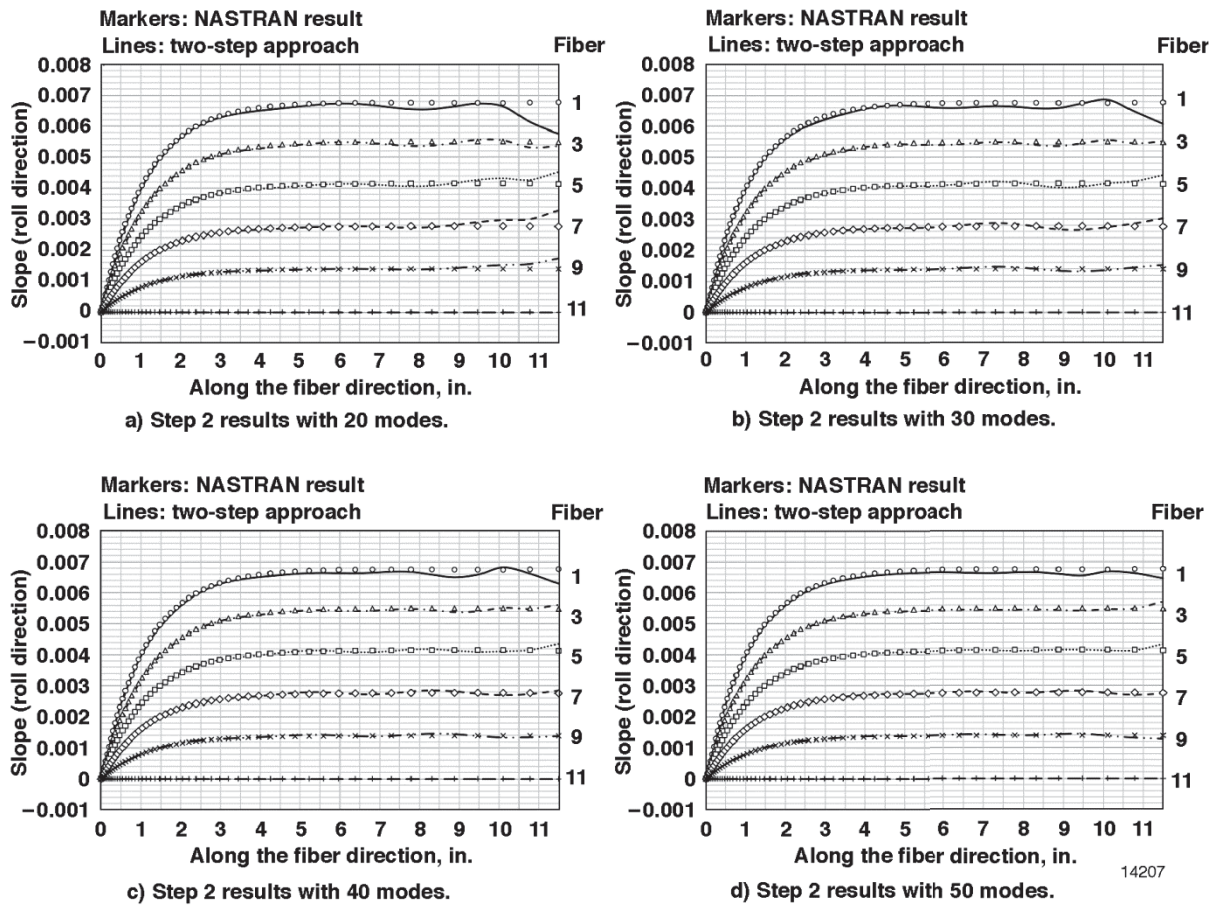 Markers: NASTRAN result
Lines: two-step approach
Fiber
0.008
0.007
0.006
0.005
0.004
0.003
0.002
0.001
0
−0.001
Slope (roll direction)
1
3
5
7
9
11
0 1 2 3 4 5 6 7 8 9 10 11
Along the fiber direction, in.
a) Step 2 results with 20 modes.
Markers: NASTRAN result
Lines: two-step approach
Fiber
0.008
0.007
0.006
0.005
0.004
0.003
0.002
0.001
0
−0.001
Slope (roll direction)
1
3
5
7
9
11
0 1 2 3 4 5 6 7 8 9 10 11
Along the fiber direction, in.
b) Step 2 results with 30 modes.
Markers: NASTRAN result
Lines: two-step approach
Fiber
0.008
0.007
0.006
0.005
0.004
0.003
0.002
0.001
0
−0.001
Slope (roll direction)
1
3
5
7
9
11
0 1 2 3 4 5 6 7 8 9 10 11
Along the fiber direction, in.
c) Step 2 results with 40 modes.
Markers: NASTRAN result
Lines: two-step approach
Fiber
0.008
0.007
0.006
0.005
0.004
0.003
0.002
0.001
0
−0.001
Slope (roll direction)
1
3
5
7
9
11
0 1 2 3 4 5 6 7 8 9 10 11
Along the fiber direction, in.
14207
d) Step 2 results with 50 modes.